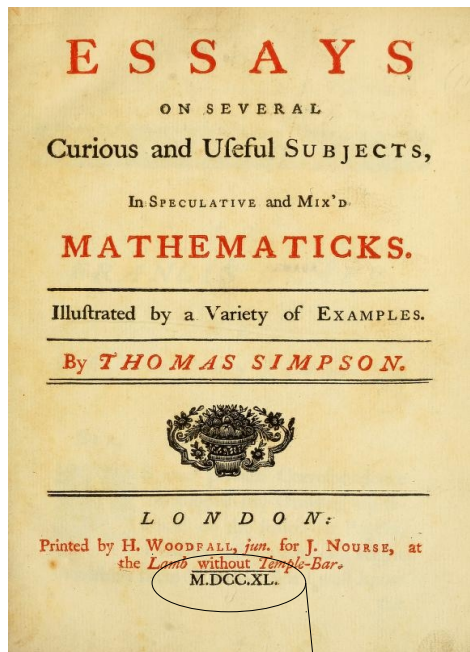 ESSAYS
ON SEVERAL
Curious and Uſeful SUBJECTS,
In SPECULATIVE and MIX'D
MATHEMATICKS.
Illuſtrated by a Variety of EXAMPLES.
By THOMAS SIMPSON.
LONDON:
Printed by H. WOODFALL, jun. for J. NOURSE, at
the Lamb without Temple-Bar.
M.DCC.XL.